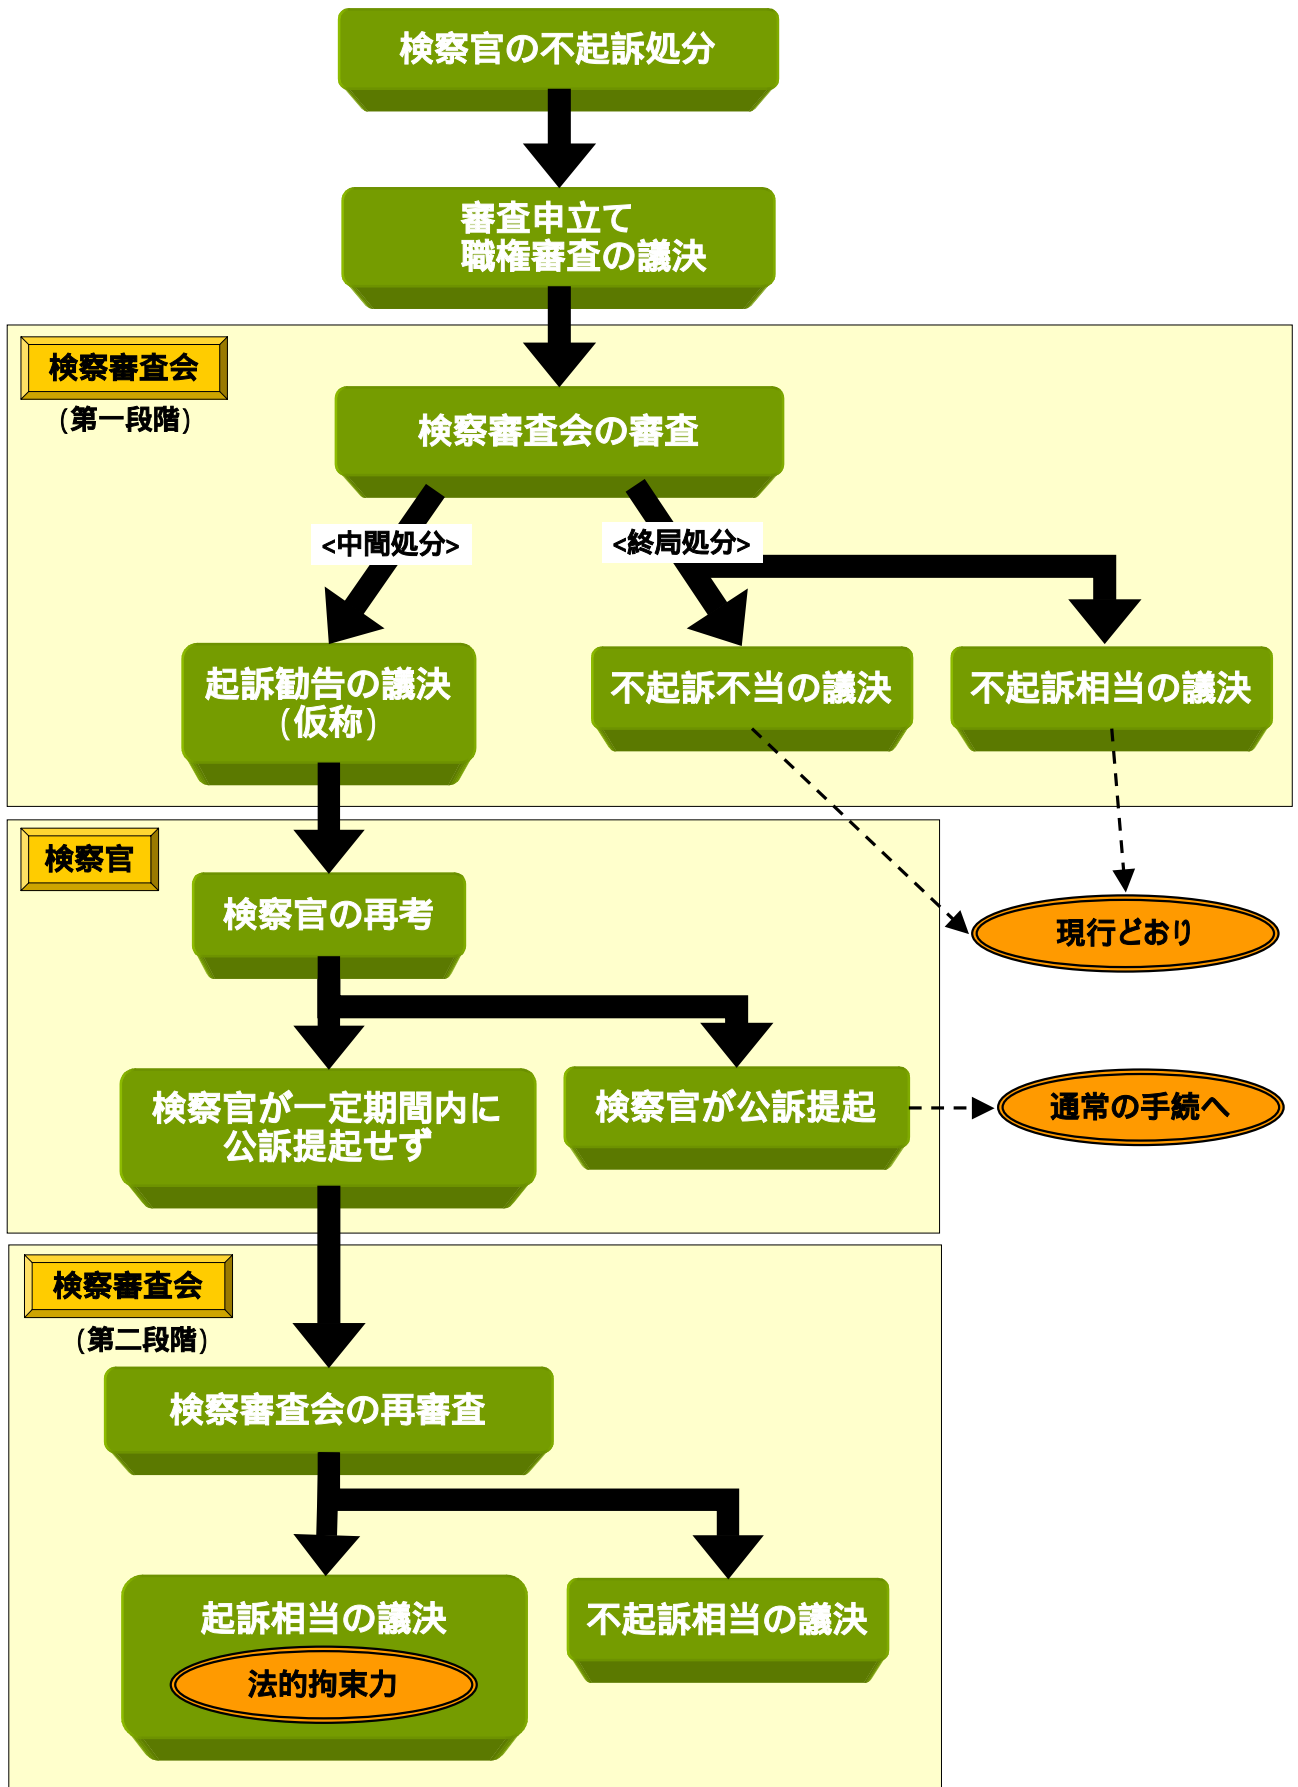 検察官の不起訴処分
審査申立て
職権審査の議決
検察審査会
(第一段階)
検察審査会の審査
<中間処分>
<終局処分>
起訴勧告の議決
(仮称)
不起訴不当の議決
不起訴相当の議決
検察官
検察官の再考
現行どおり
検察官が一定期間内に
公訴提起せず
検察官が公訴提起
通常の手続へ
検察審査会
(第二段階)
検察審査会の再審査
起訴相当の議決
法的拘束力
不起訴相当の議決